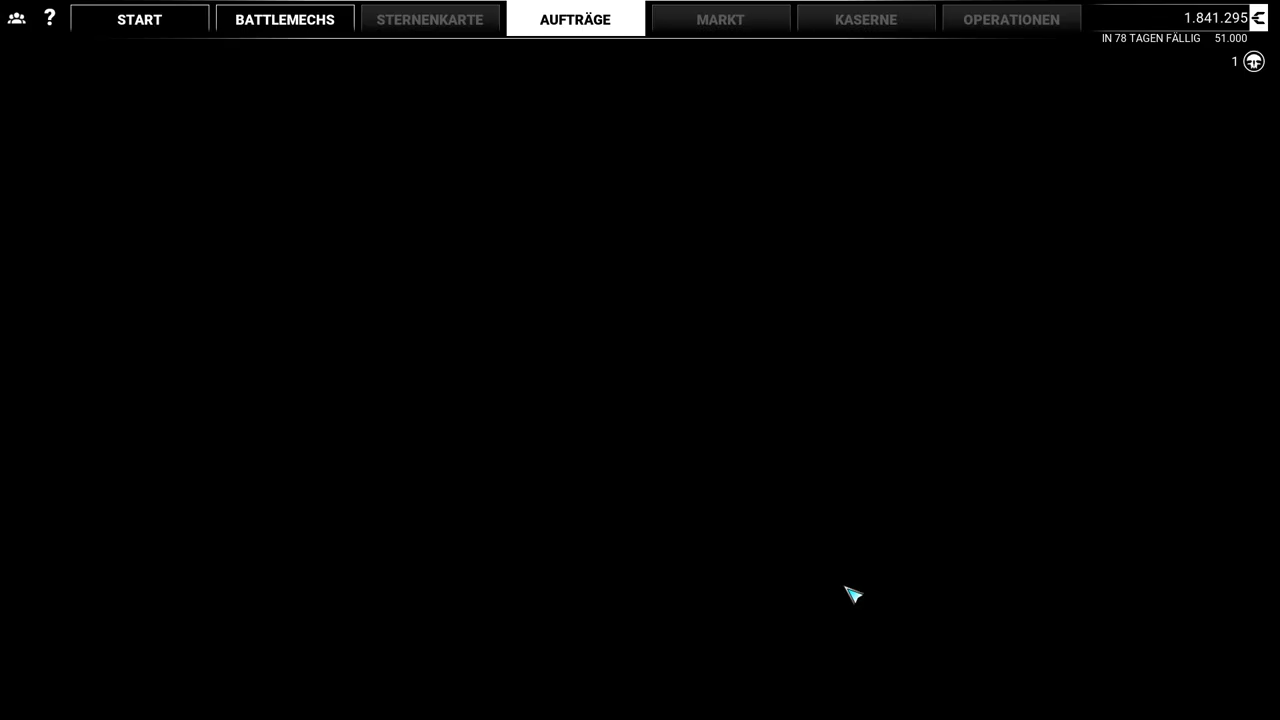 ? START BATTLEMECHS STERNENKARTE AUFTRÄGE MARKT KASERNE OPERATIONEN 1.841.295
IN 78 TAGEN FÄLLIG 51.000
1